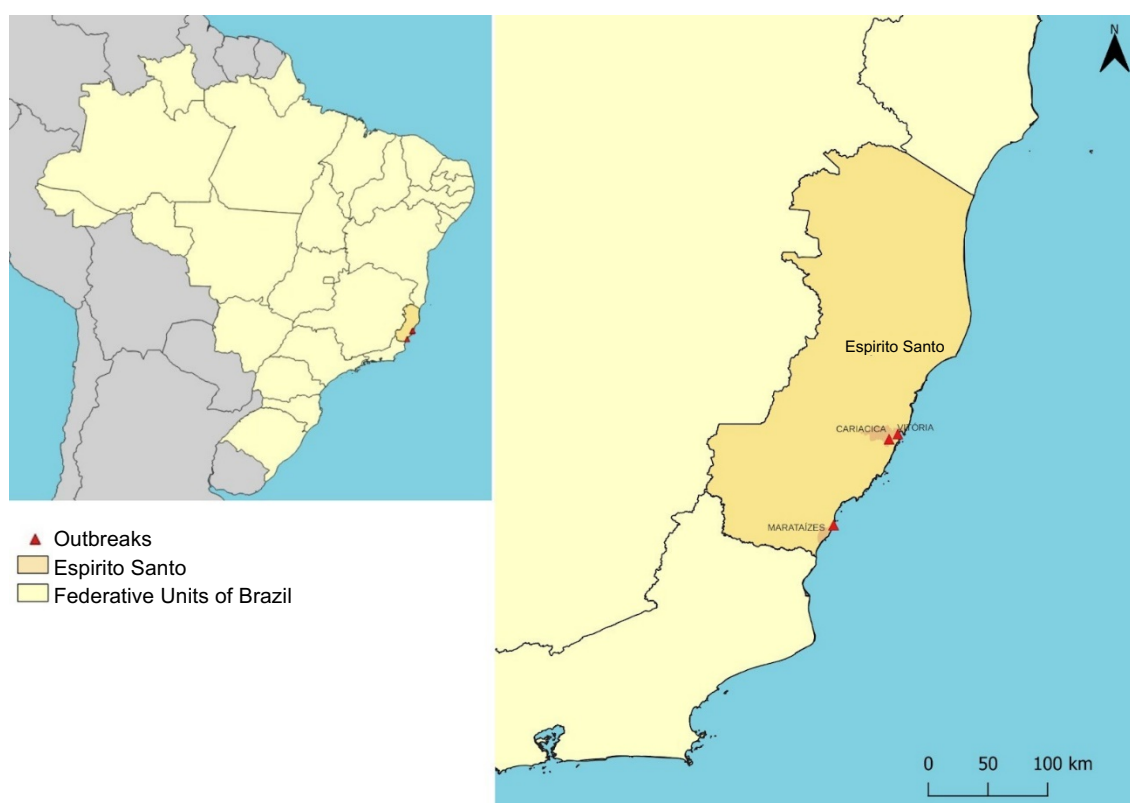 N
Espirito Santo
CARIACICA
VITÓRIA
MARATAÍZES
Outbreaks
Espirito Santo
Federative Units of Brazil
0 50 100 km